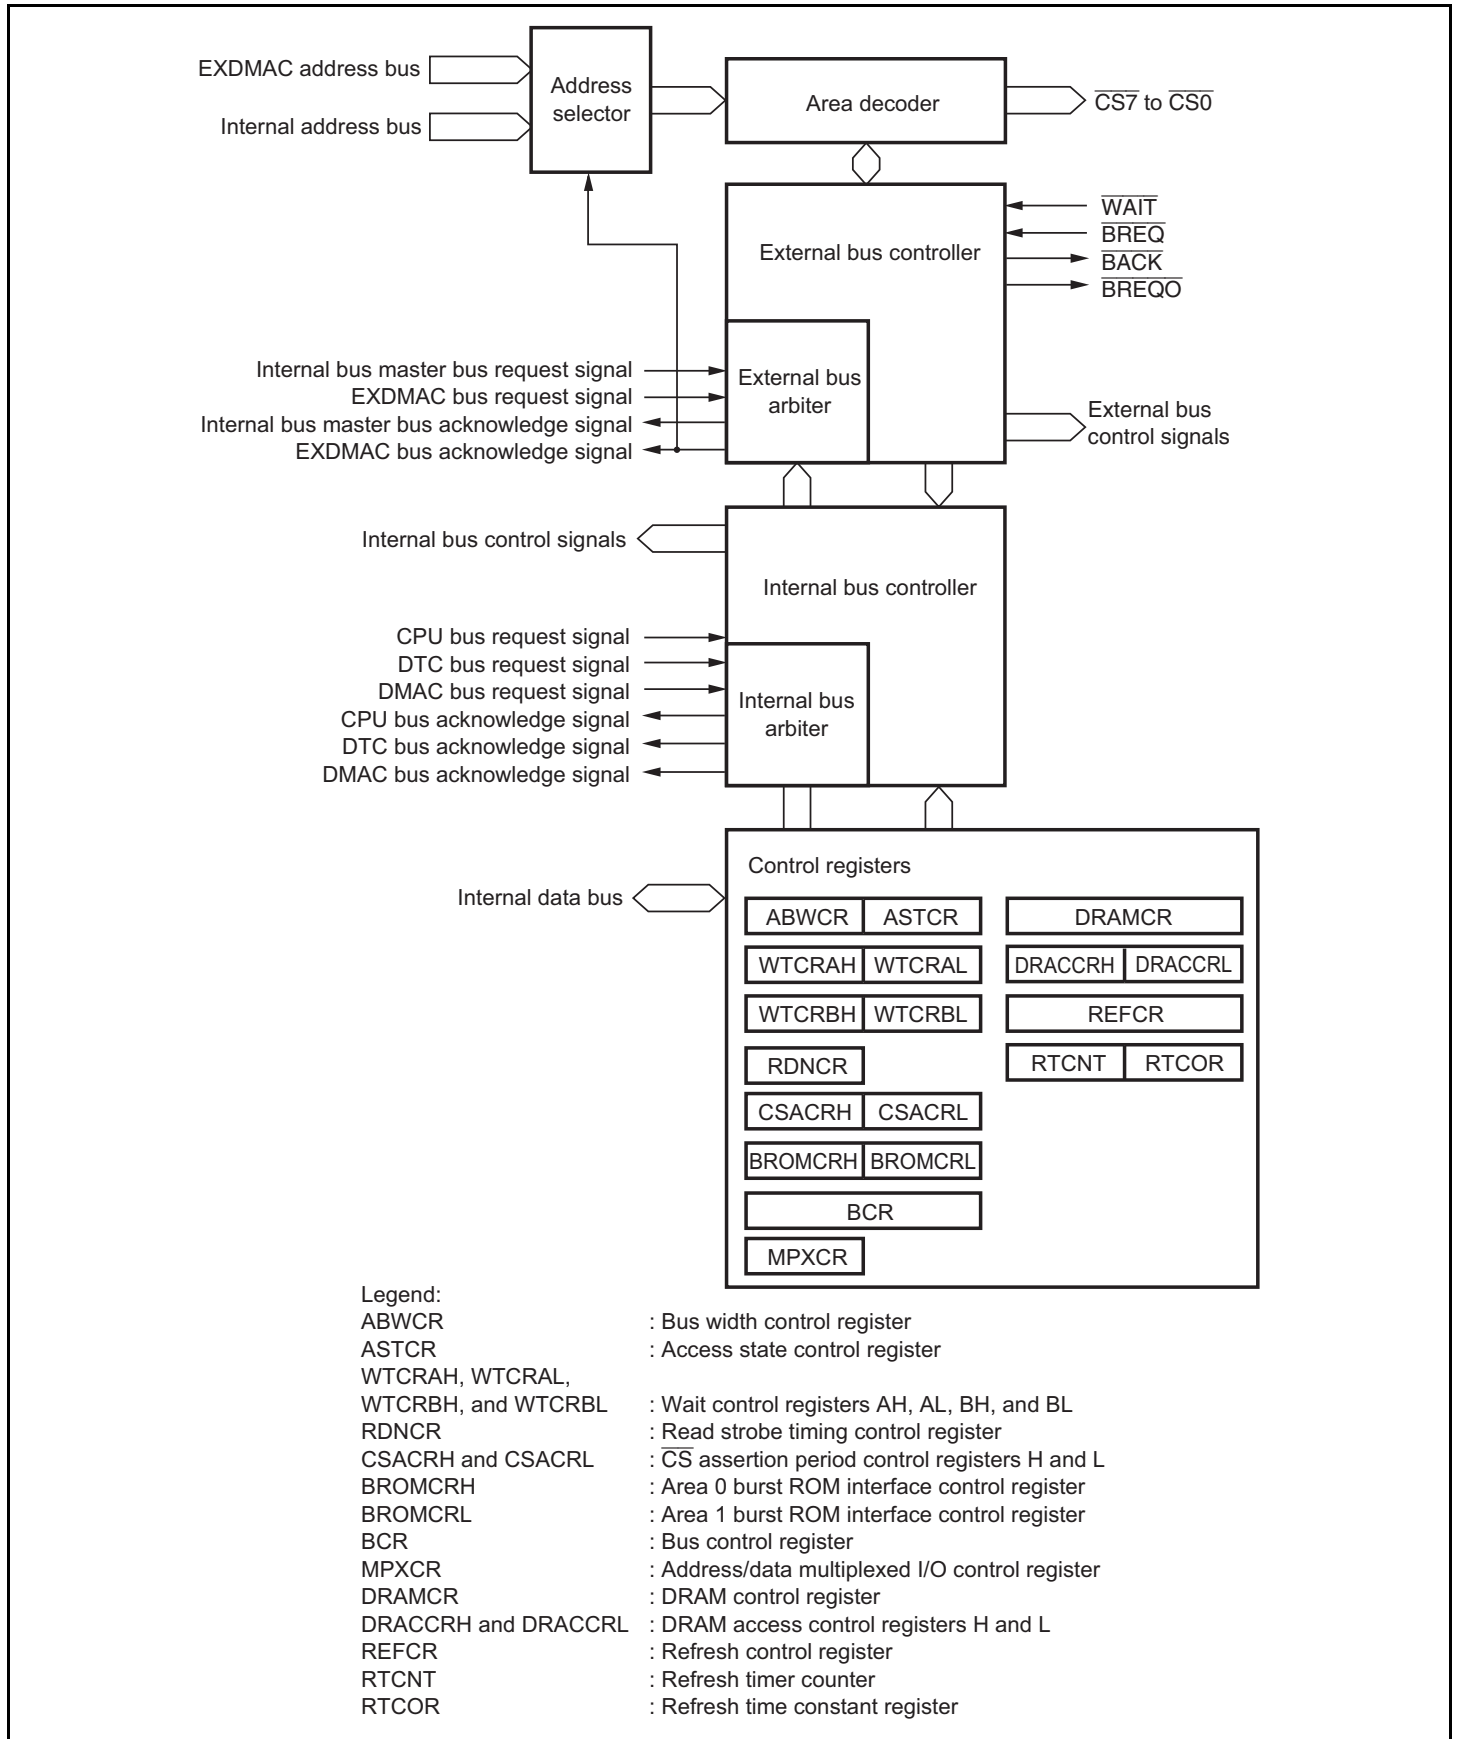 EXDMAC address bus
Internal address bus
Address
selector
Area decoder
CS7 to CS0
External bus controller
WAIT
BREQ
BACK
BREQO
Internal bus master bus request signal
EXDMAC bus request signal
Internal bus master bus acknowledge signal
EXDMAC bus acknowledge signal
External bus
arbiter
External bus
control signals
Internal bus control signals
Internal bus controller
CPU bus request signal
DTC bus request signal
DMAC bus request signal
CPU bus acknowledge signal
DTC bus acknowledge signal
DMAC bus acknowledge signal
Internal bus
arbiter
Internal data bus
Control registers
ABWCR ASTCR DRAMCR
WTCRAH WTCRAL DRACCRH DRACCRL
WTCRBH WTCRBL REFCR
RDNCR RTCNT RTCOR
CSACRH CSACRL
BROMCRH BROMCRL
BCR
MPXCR
Legend:
ABWCR : Bus width control register
ASTCR : Access state control register
WTCRAH, WTCRAL,
WTCRBH, and WTCRBL : Wait control registers AH, AL, BH, and BL
RDNCR : Read strobe timing control register
CSACRH and CSACRL : CS assertion period control registers H and L
BROMCRH : Area 0 burst ROM interface control register
BROMCRL : Area 1 burst ROM interface control register
BCR : Bus control register
MPXCR : Address/data multiplexed I/O control register
DRAMCR : DRAM control register
DRACCRH and DRACCRL : DRAM access control registers H and L
REFCR : Refresh control register
RTCNT : Refresh timer counter
RTCOR : Refresh time constant register